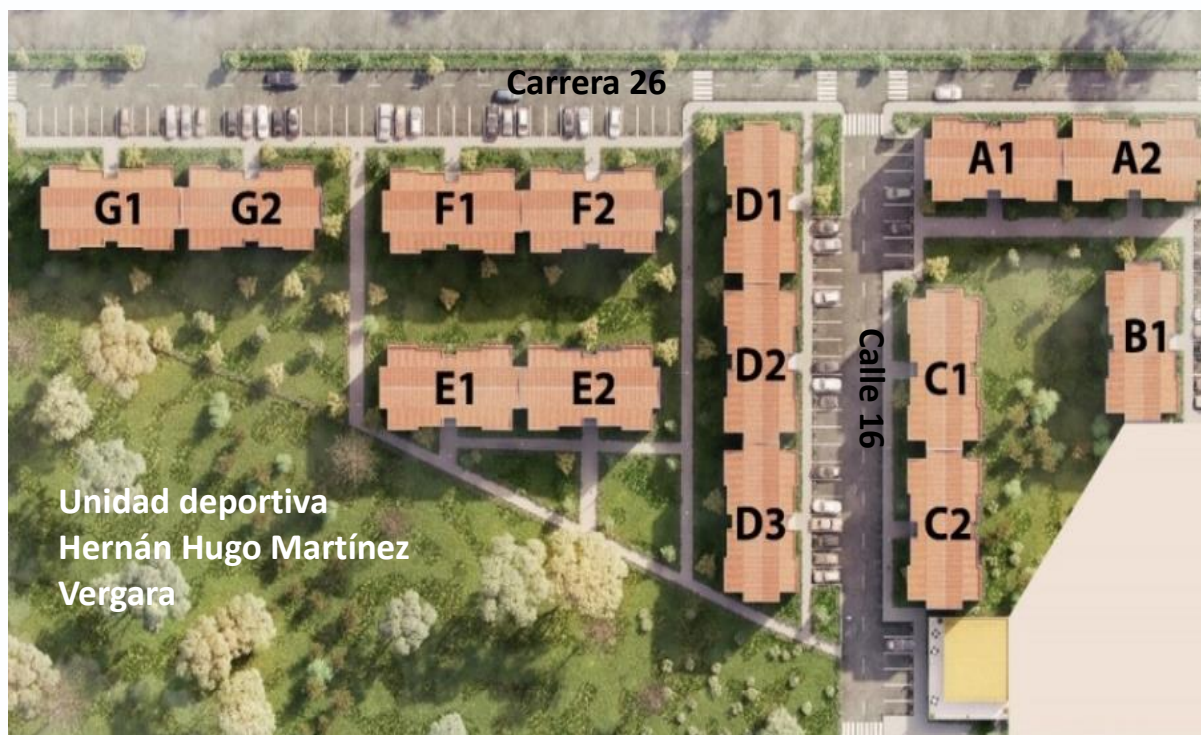 Carrera 26
A1
A2
G1
G2
F1
F2
D1
B1
D2
Calle 16
C1
E1
E2
Unidad deportiva
Hernán Hugo Martínez
Vergara
D3
C2